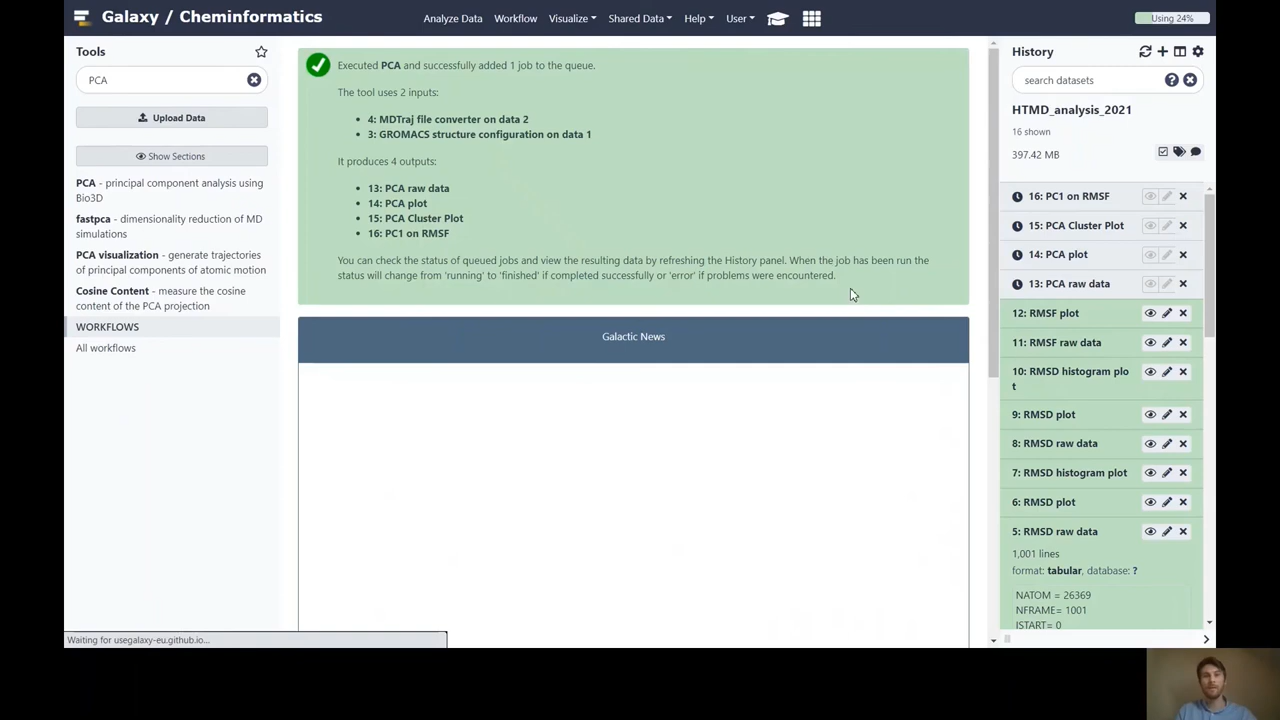 Galaxy / Cheminformatics
Analyze Data
Workflow
Visualize
Shared Data
Help
User
Using 24%
Tools
PCA
Upload Data
Show Sections
PCA - principal component analysis using
Bio3D
fastpca - dimensionality reduction of MD
simulations
PCA visualization - generate trajectories
of principal components of atomic motion
Cosine Content - measure the cosine
content of the PCA projection
WORKFLOWS
All workflows
Executed PCA and successfully added 1 job to the queue.
The tool uses 2 inputs:
• 4: MDTraj file converter on data 2
• 3: GROMACS structure configuration on data 1
It produces 4 outputs:
• 13: PCA raw data
• 14: PCA plot
• 15: PCA Cluster Plot
• 16: PC1 on RMSF
You can check the status of queued jobs and view the resulting data by refreshing the History panel. When the job has been run the
status will change from 'running' to 'finished' if completed successfully or 'error' if problems were encountered.
Galactic News
Waiting for usegalaxy-eu.github.io...
History
search datasets
HTMD_analysis_2021
16 shown
397.42 MB
16: PC1 on RMSF
15: PCA Cluster Plot
14: PCA plot
13: PCA raw data
12: RMSF plot
11: RMSF raw data
10: RMSD histogram plo
t
9: RMSD plot
8: RMSD raw data
7: RMSD histogram plot
6: RMSD plot
5: RMSD raw data
1,001 lines
format: tabular, database: ?
NATOM = 26369
NFRAME= 1001
ISTART= 0